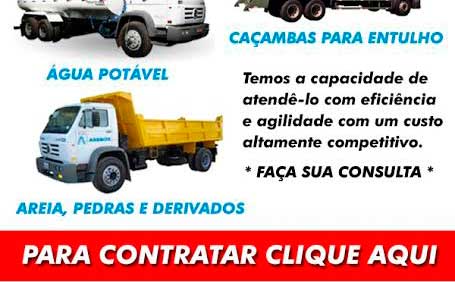 CAÇAMBAS PARA ENTULHO
ÁGUA POTÁVEL
Temos a capacidade de
atendê-lo com eficiência
e agilidade com um custo
altamente competitivo.
* FAÇA SUA CONSULTA *
AREIA, PEDRAS E DERIVADOS
PARA CONTRATAR CLIQUE AQUI